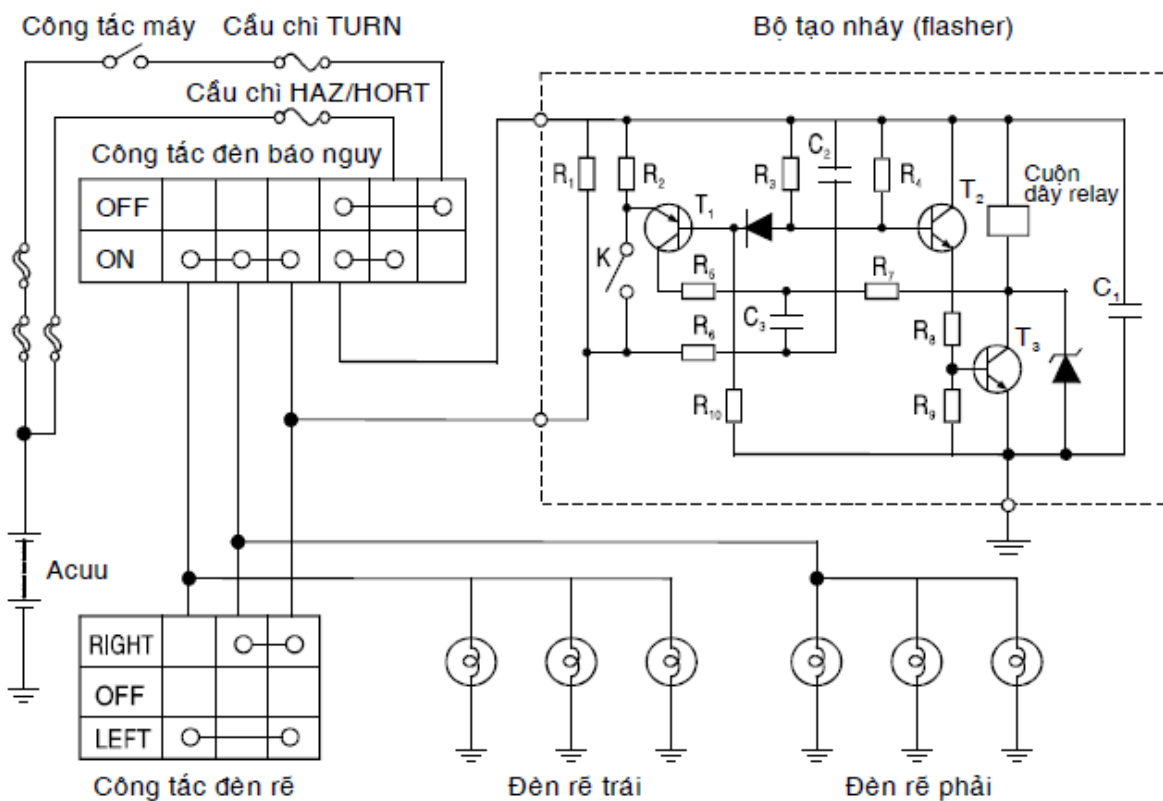 Công tắc máy
Cầu chì TURN
Bộ tạo nháy (flasher)
Cầu chì HAZ/HORT
Công tắc đèn báo nguy
OFF
ON
R₁
R₂
T₁
R₃
C₂
R₄
T₂
Cuộn
dây relay
K
R₅
R₇
C₃
R₆
R₈
T₃
C₁
R₁₀
R₉
Acuu
RIGHT
OFF
LEFT
Công tắc đèn rẽ
Đèn rẽ trái
Đèn rẽ phải